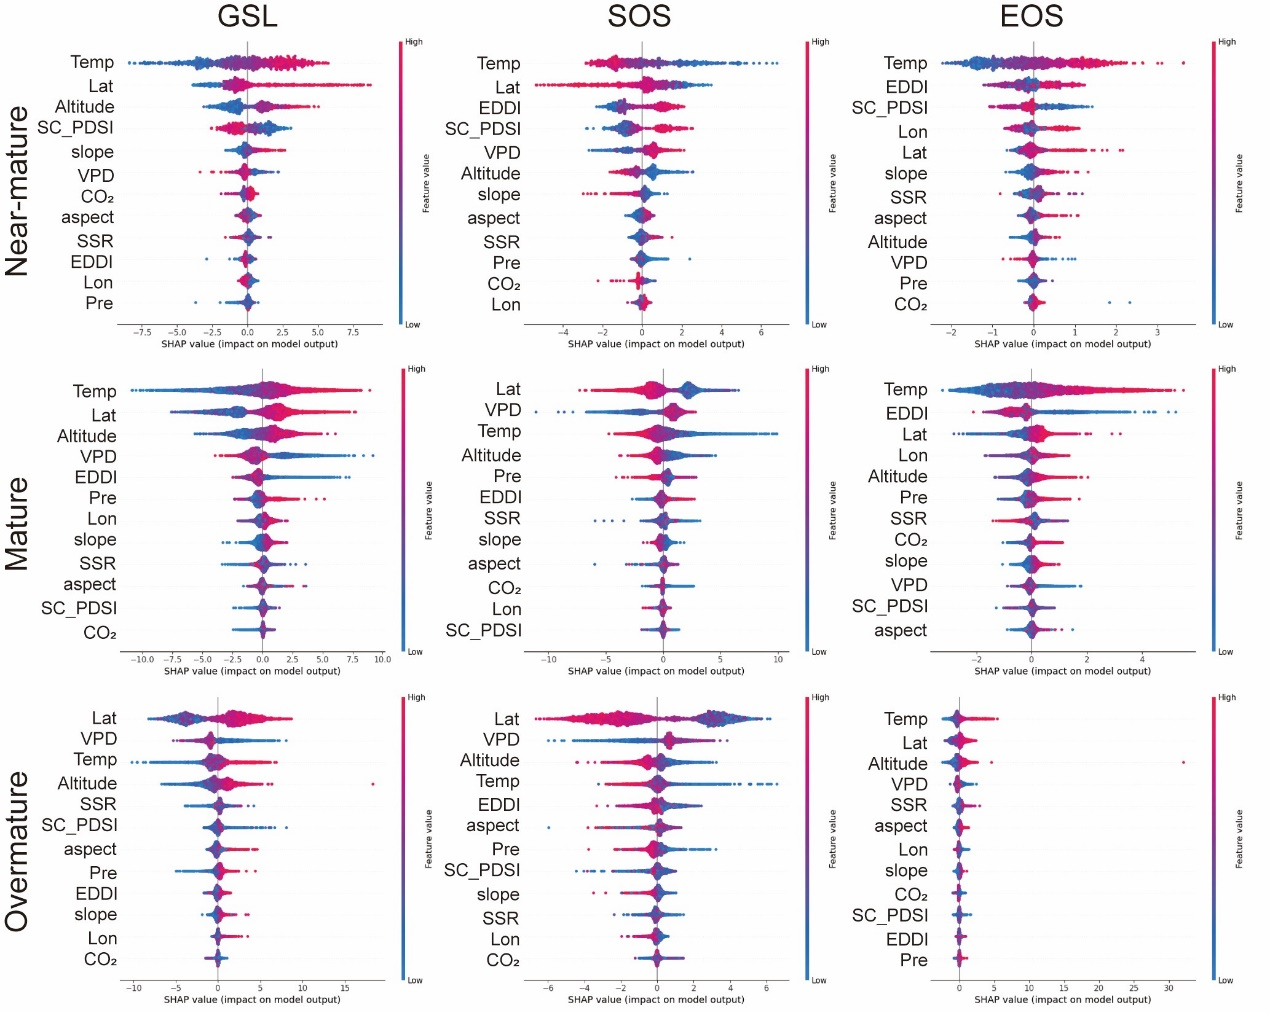 GSL SOS EOS
Near-mature
Temp
Lat
Altitude
SC_PDSI
slope
VPD
CO₂
aspect
SSR
EDDI
Lon
Pre
High
Feature value
Low
-7.5 -5.0 -2.5 0.0 2.5 5.0 7.5
SHAP value (impact on model output)
Temp
Lat
EDDI
SC_PDSI
VPD
Altitude
slope
aspect
SSR
Pre
CO₂
Lon
High
Feature value
Low
−4 −2 0 2 4 6
SHAP value (impact on model output)
Temp
EDDI
SC_PDSI
Lon
Lat
slope
SSR
aspect
Altitude
VPD
Pre
CO₂
High
Feature value
Low
−2 −1 0 1 2 3
SHAP value (impact on model output)
Mature
Temp
Lat
Altitude
VPD
EDDI
Pre
Lon
slope
SSR
aspect
SC_PDSI
CO₂
High
Feature value
Low
−10.0 −7.5 −5.0 −2.5 0.0 2.5 5.0 7.5 10.0
SHAP value (impact on model output)
Lat
VPD
Temp
Altitude
Pre
EDDI
SSR
slope
aspect
CO₂
Lon
SC_PDSI
High
Feature value
Low
−10 −5 0 5 10
SHAP value (impact on model output)
Temp
EDDI
Lat
Lon
Altitude
Pre
SSR
CO₂
slope
VPD
SC_PDSI
aspect
High
Feature value
Low
−2 0 2 4
SHAP value (impact on model output)
Overmature
Lat
VPD
Temp
Altitude
SSR
SC_PDSI
aspect
Pre
EDDI
slope
Lon
CO₂
High
Feature value
Low
−10 −5 0 5 10 15
SHAP value (impact on model output)
Lat
VPD
Altitude
Temp
EDDI
aspect
Pre
SC_PDSI
slope
SSR
Lon
CO₂
High
Feature value
Low
−6 −4 −2 0 2 4 6
SHAP value (impact on model output)
Temp
Lat
Altitude
VPD
SSR
aspect
Lon
slope
CO₂
SC_PDSI
EDDI
Pre
High
Feature value
Low
0 5 10 15 20 25 30
SHAP value (impact on model output)